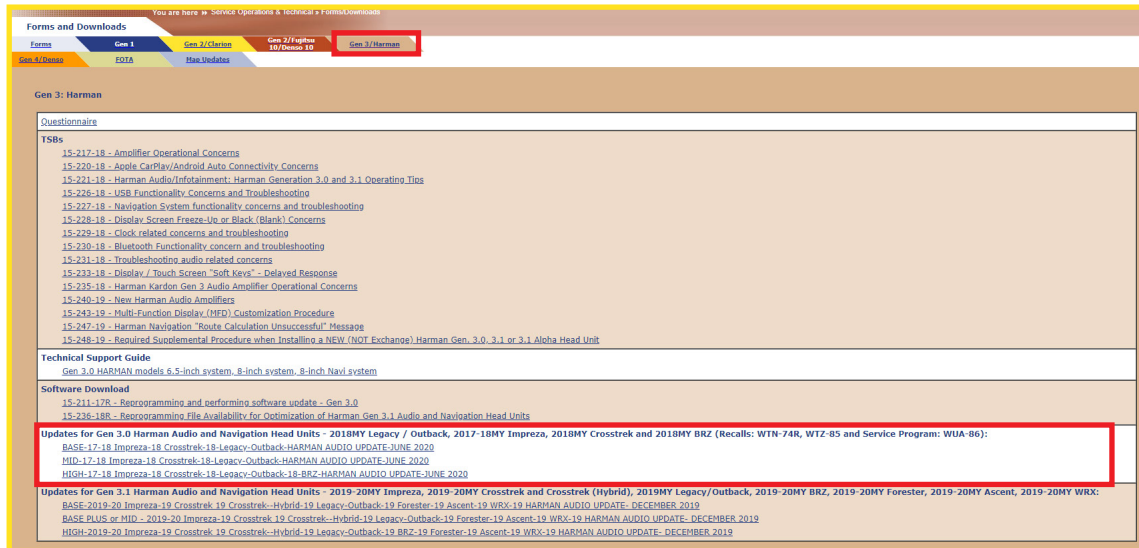 You are here » Service Operations & Technical » Forms/Downloads
Forms and Downloads
Forms
Gen 1
Gen 2/Clarion
Gen 2/Fujitsu
10/Denso 10
Gen 3/Harman
Gen 4/Denso
FOTA
Map Updates
Gen 3: Harman
Questionnaire
TSBs
15-217-18 - Amplifier Operational Concerns
15-220-18 - Apple CarPlay/Android Auto Connectivity Concerns
15-221-18 - Harman Audio/Infotainment: Harman Generation 3.0 and 3.1 Operating Tips
15-226-18 - USB Functionality Concerns and Troubleshooting
15-227-18 - Navigation System functionality concerns and troubleshooting
15-228-18 - Display Screen Freeze-Up or Black (Blank) Concerns
15-229-18 - Clock related concerns and troubleshooting
15-230-18 - Bluetooth Functionality concern and troubleshooting
15-231-18 - Troubleshooting audio related concerns
15-233-18 - Display / Touch Screen "Soft Keys" - Delayed Response
15-235-18 - Harman Kardon Gen 3 Audio Amplifier Operational Concerns
15-240-19 - New Harman Audio Amplifiers
15-243-19 - Multi-Function Display (MFD) Customization Procedure
15-247-19 - Harman Navigation "Route Calculation Unsuccessful" Message
15-248-19 - Required Supplemental Procedure when Installing a NEW (NOT Exchange) Harman Gen. 3.0, 3.1 or 3.1 Alpha Head Unit
Technical Support Guide
Gen 3.0 HARMAN models 6.5-inch system, 8-inch system, 8-inch Navi system
Software Download
15-211-17R - Reprogramming and performing software update - Gen 3.0
15-236-18R - Reprogramming File Availability for Optimization of Harman Gen 3.1 Audio and Navigation Head Units
Updates for Gen 3.0 Harman Audio and Navigation Head Units - 2018MY Legacy / Outback, 2017-18MY Impreza, 2018MY Crosstrek and 2018MY BRZ (Recalls: WTN-74R, WTZ-85 and Service Program: WUA-86):
BASE-17-18 Impreza-18 Crosstrek-18-Legacy-Outback-HARMAN AUDIO UPDATE-JUNE 2020
MID-17-18 Impreza-18 Crosstrek-18-Legacy-Outback-HARMAN AUDIO UPDATE-JUNE 2020
HIGH-17-18 Impreza-18 Crosstrek-18-Legacy-Outback-18-BRZ-HARMAN AUDIO UPDATE-JUNE 2020
Updates for Gen 3.1 Harman Audio and Navigation Head Units - 2019-20MY Impreza, 2019-20MY Crosstrek and Crosstrek (Hybrid), 2019MY Legacy/Outback, 2019-20MY BRZ, 2019-20MY Forester, 2019-20MY Ascent, 2019-20MY WRX:
BASE-2019-20 Impreza-19 Crosstrek 19 Crosstrek--Hybrid-19 Legacy-Outback-19 Forester-19 Ascent-19 WRX-19 HARMAN AUDIO UPDATE- DECEMBER 2019
BASE PLUS or MID - 2019-20 Impreza-19 Crosstrek 19 Crosstrek--Hybrid-19 Legacy-Outback-19 Forester-19 Ascent-19 WRX-19 HARMAN AUDIO UPDATE- DECEMBER 2019
HIGH-2019-20 Impreza-19 Crosstrek 19 Crosstrek--Hybrid-19 Legacy-Outback-19 BRZ-19 Forester-19 Ascent-19 WRX-19 HARMAN AUDIO UPDATE- DECEMBER 2019